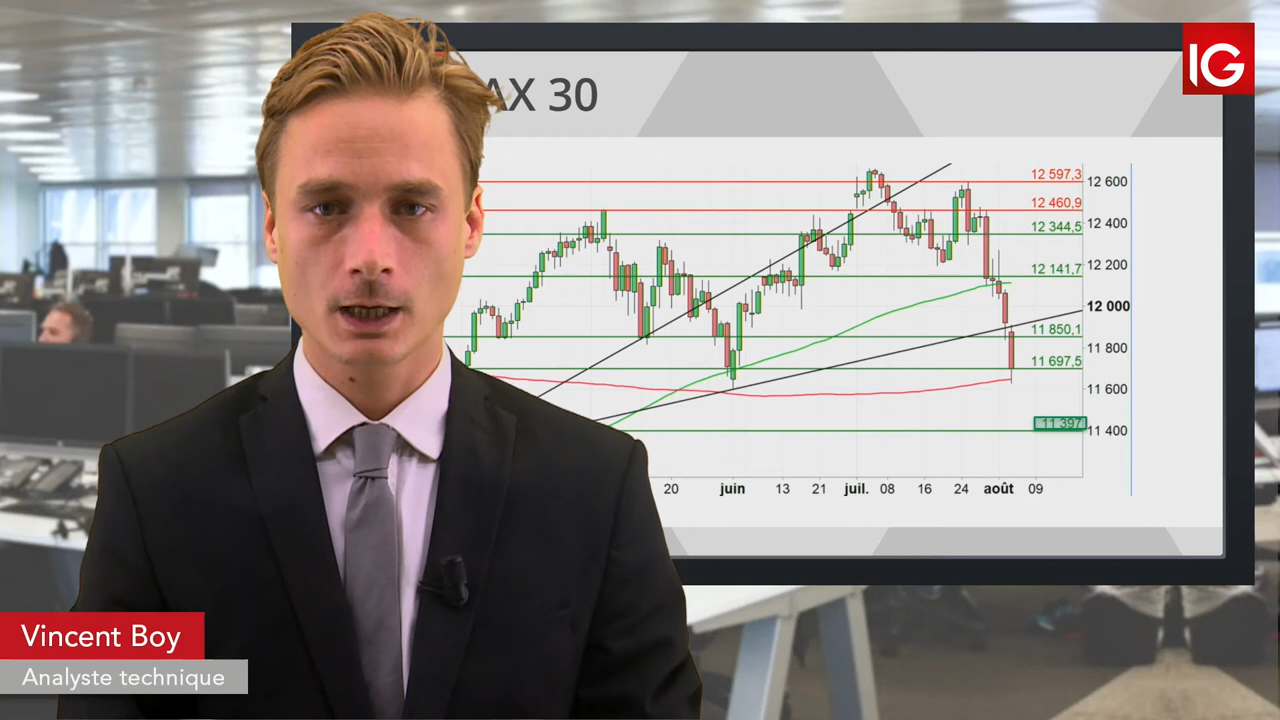 IG
AX 30
12 597,3
12 600
12 460,9
12 400
12 344,5
12 200
12 141,7
12 000
11 850,1
11 800
11 697,5
11 600
11 397
11 400
20 juin 13 21 juil. 08 16 24 août 09
Vincent Boy
Analyste technique